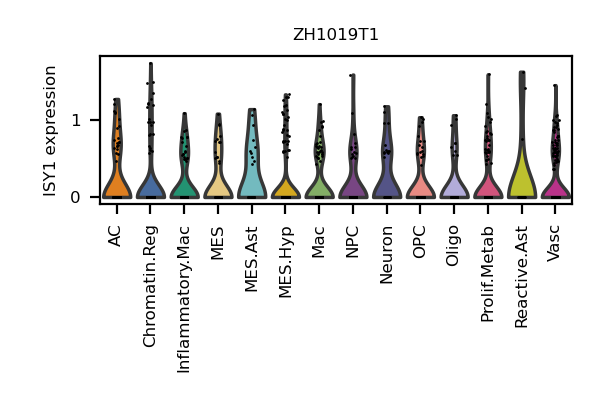 ZH1019T1
ISY1 expression
1
0
AC
Chromatin.Reg
Inflammatory.Mac
MES
MES.Ast
MES.Hyp
Mac
NPC
Neuron
OPC
Oligo
Prolif.Metab
Reactive.Ast
Vasc